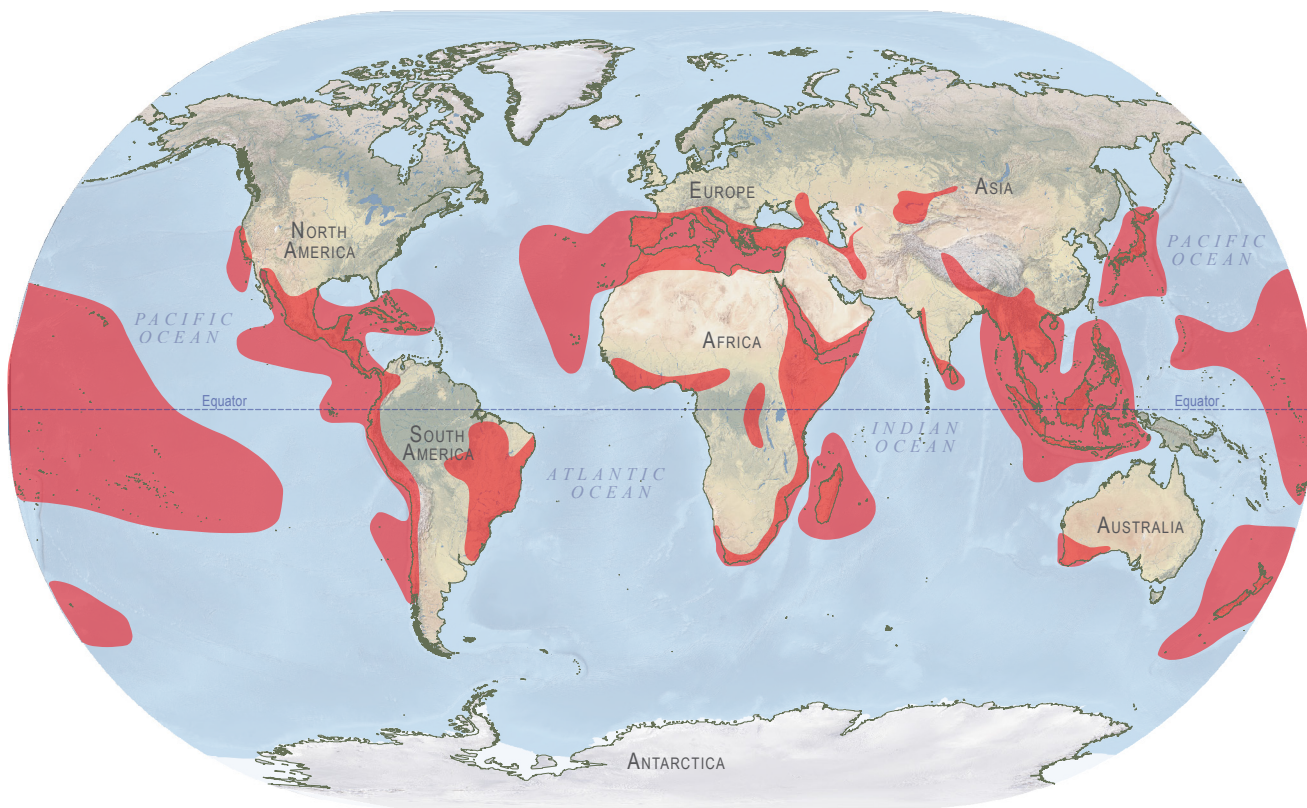 EUROPE
ASIA
NORTH
AMERICA
PACIFIC
OCEAN
PACIFIC
OCEAN
AFRICA
Equator
Equator
SOUTH
AMERICA
INDIAN
OCEAN
ATLANTIC
OCEAN
AUSTRALIA
ANTARCTICA